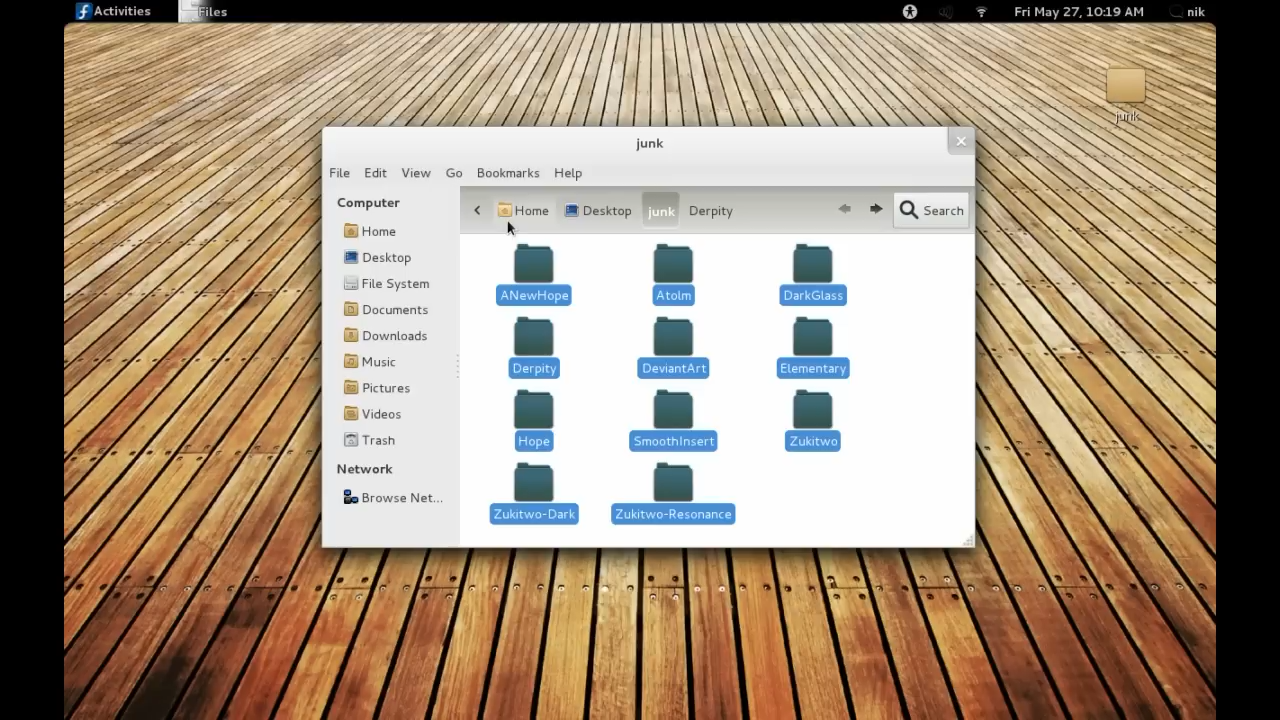 Activities Files Fri May 27, 10:19 AM nik
junk
junk
File Edit View Go Bookmarks Help
Computer
Home
Desktop
File System
Documents
Downloads
Music
Pictures
Videos
Trash
Network
Browse Net...
Home Desktop junk Derpity Search
ANewHope Atolm DarkGlass
Derpity DeviantArt Elementary
Hope SmoothInsert Zukitwo
Zukitwo-Dark Zukitwo-Resonance